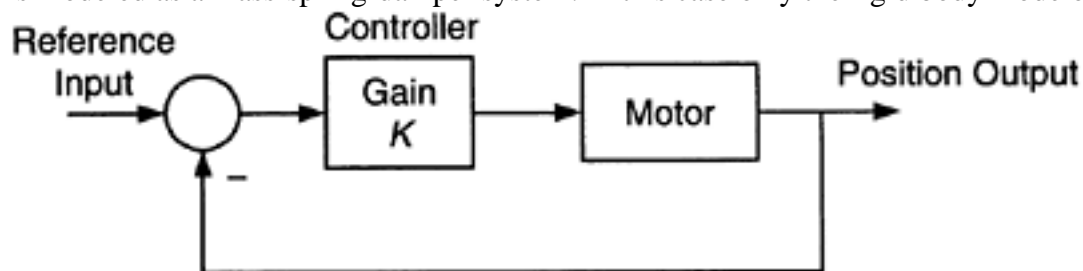 Controller
Reference
Input
Gain
K
Motor
Position Output
–